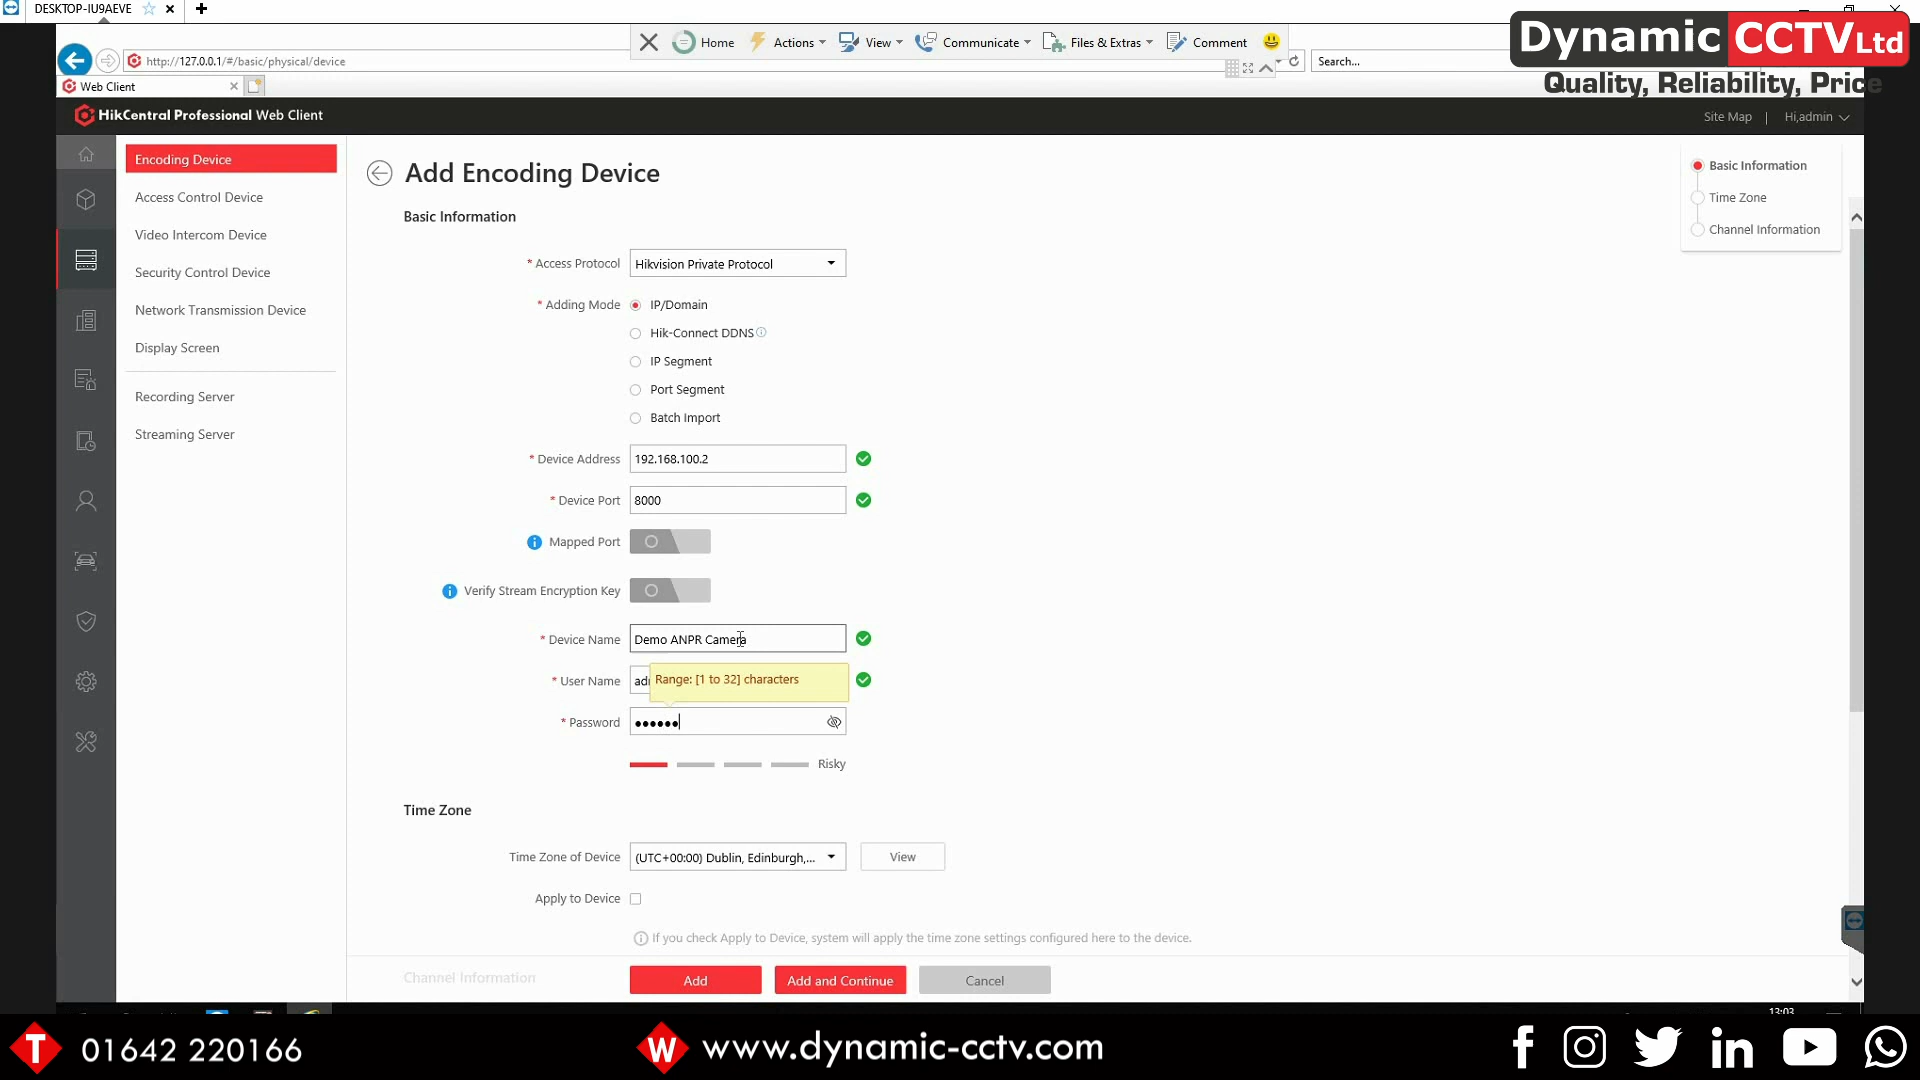 DESKTOP-IU9AEVE
Home
Actions
View
Communicate
Files & Extras
Comment
Dynamic CCTV Ltd
Quality, Reliability, Price
http://127.0.0.1/#/basic/physical/device
Search...
Web Client
HikCentral Professional Web Client
Site Map | Hi,admin
Encoding Device
Access Control Device
Video Intercom Device
Security Control Device
Network Transmission Device
Display Screen
Recording Server
Streaming Server
Add Encoding Device
Basic Information
* Access Protocol Hikvision Private Protocol
* Adding Mode IP/Domain
Hik-Connect DDNS
IP Segment
Port Segment
Batch Import
* Device Address 192.168.100.2
* Device Port 8000
Mapped Port
Verify Stream Encryption Key
* Device Name Demo ANPR Camera
* User Name
Range: [1 to 32] characters
* Password ••••••
Risky
Time Zone
Time Zone of Device (UTC+00:00) Dublin, Edinburgh,... View
Apply to Device
If you check Apply to Device, system will apply the time zone settings configured here to the device.
Channel Information
Add
Add and Continue
Cancel
Basic Information
Time Zone
Channel Information
13:03
T 01642 220166
W www.dynamic-cctv.com